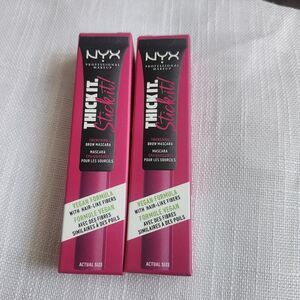 NYX
PROFESSIONAL
MAKEUP
THICK IT.
Stick it!
THICKENING
BROW MASCARA
MASCARA
POUR LES SOURCILS
VEGAN FORMULA
WITH HAIR-LIKE FIBERS
FORMULE VEGAN
AVEC DES FIBRES
SIMILAIRES À DES POILS
ACTUAL SIZE
NYX
PROFESSIONAL
MAKEUP
THICK IT.
Stick it!
THICKENING
BROW MASCARA
MASCARA
POUR LES SOURCILS
VEGAN FORMULA
WITH HAIR-LIKE FIBERS
FORMULE VEGAN
AVEC DES FIBRES
SIMILAIRES À DES POILS
ACTUAL SIZE